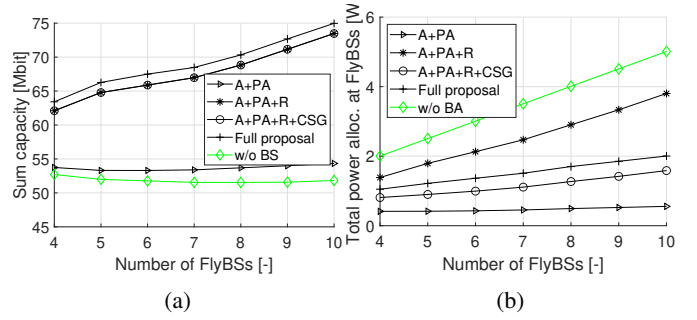 75
70
65
60
55
50
45
Sum capacity [Mbit]
A+PA
A+PA+R
A+PA+R+CSG
Full proposal
w/o BS
4 5 6 7 8 9 10
Number of FlyBSs [-]
(a)
6
4
2
0
Total power alloc. at FlyBSs [W
A+PA
A+PA+R
A+PA+R+CSG
Full proposal
w/o BA
4 5 6 7 8 9 10
Number of FlyBSs [-]
(b)